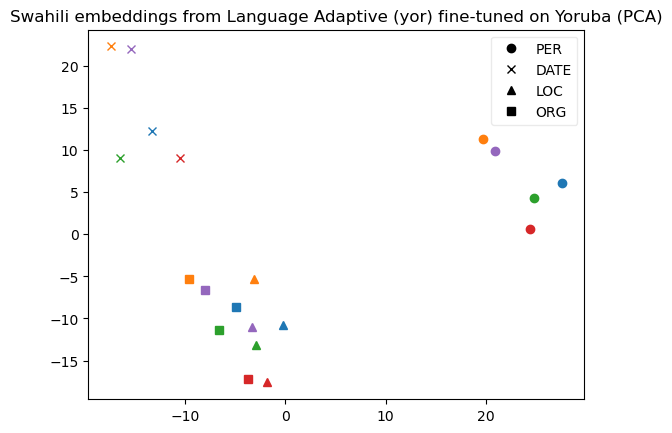 Swahili embeddings from Language Adaptive (yor) fine-tuned on Yoruba (PCA)
PER
DATE
LOC
ORG
20
15
10
5
0
−5
−10
−15
−10
0
10
20